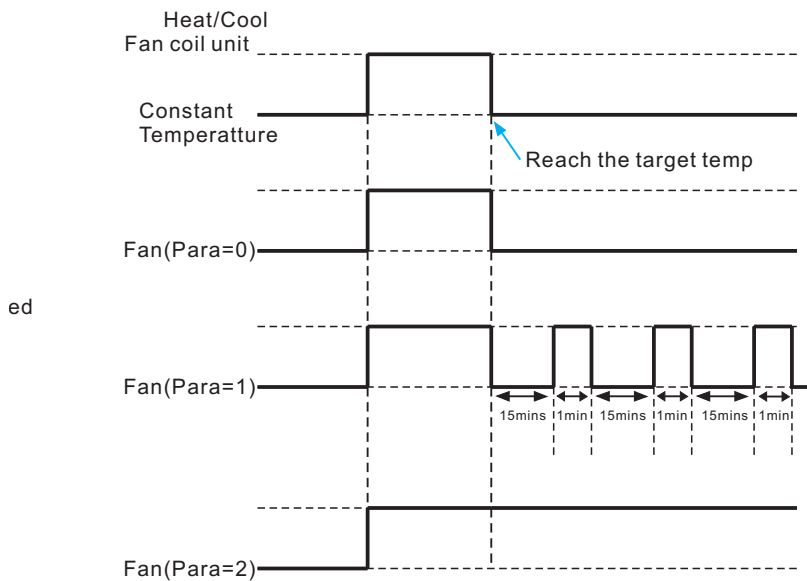 Heat/Cool
Fan coil unit
Constant
Temperatture
Reach the target temp
Fan(Para=0)
ed
Fan(Para=1)
15mins 1min 15mins 1min 15mins 1min
Fan(Para=2)